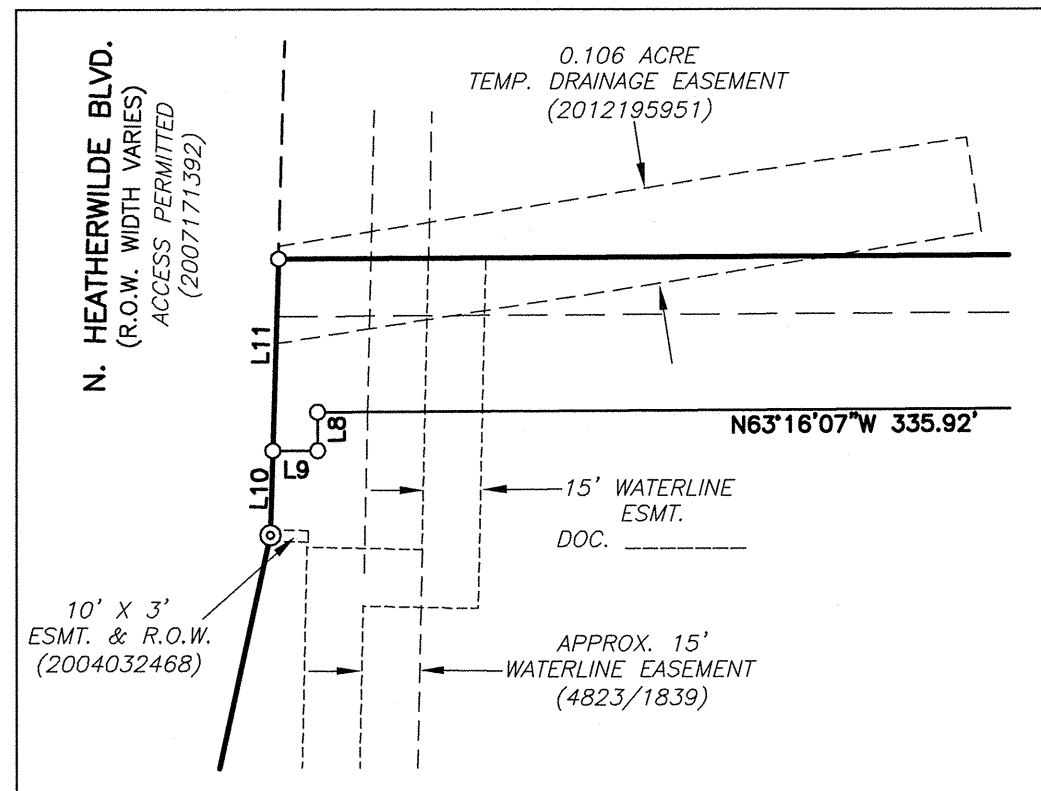 N. HEATHERWILDE BLVD.
(R.O.W. WIDTH VARIES)
ACCESS PERMITTED
(2007171392)
0.106 ACRE
TEMP. DRAINAGE EASEMENT
(2012195951)
L11
L8
N63°16'07"W 335.92'
L9
L10
15' WATERLINE
ESMT.
DOC. ___________
10' X 3'
ESMT. & R.O.W.
(2004032468)
APPROX. 15'
WATERLINE EASEMENT
(4823/1839)